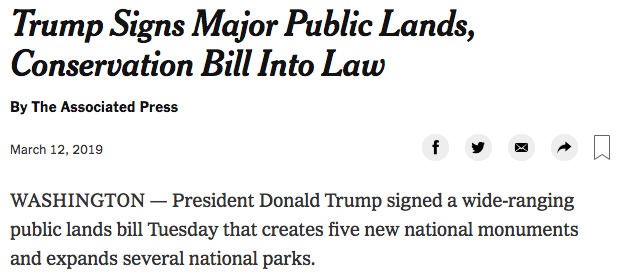 Trump Signs Major Public Lands,
Conservation Bill Into Law
By The Associated Press
March 12, 2019
WASHINGTON — President Donald Trump signed a wide-ranging
public lands bill Tuesday that creates five new national monuments
and expands several national parks.